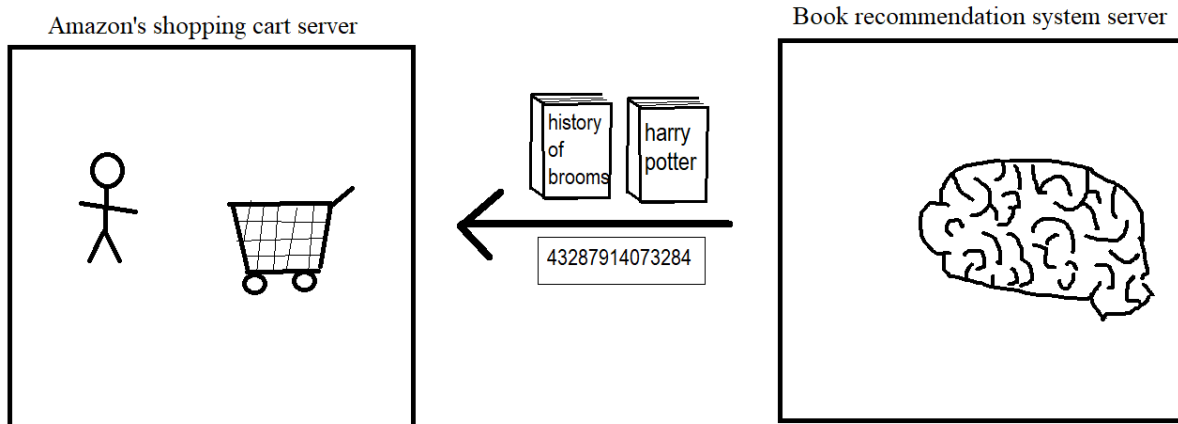 Amazon's shopping cart server
Book recommendation system server
history
of
brooms
harry
potter
43287914073284